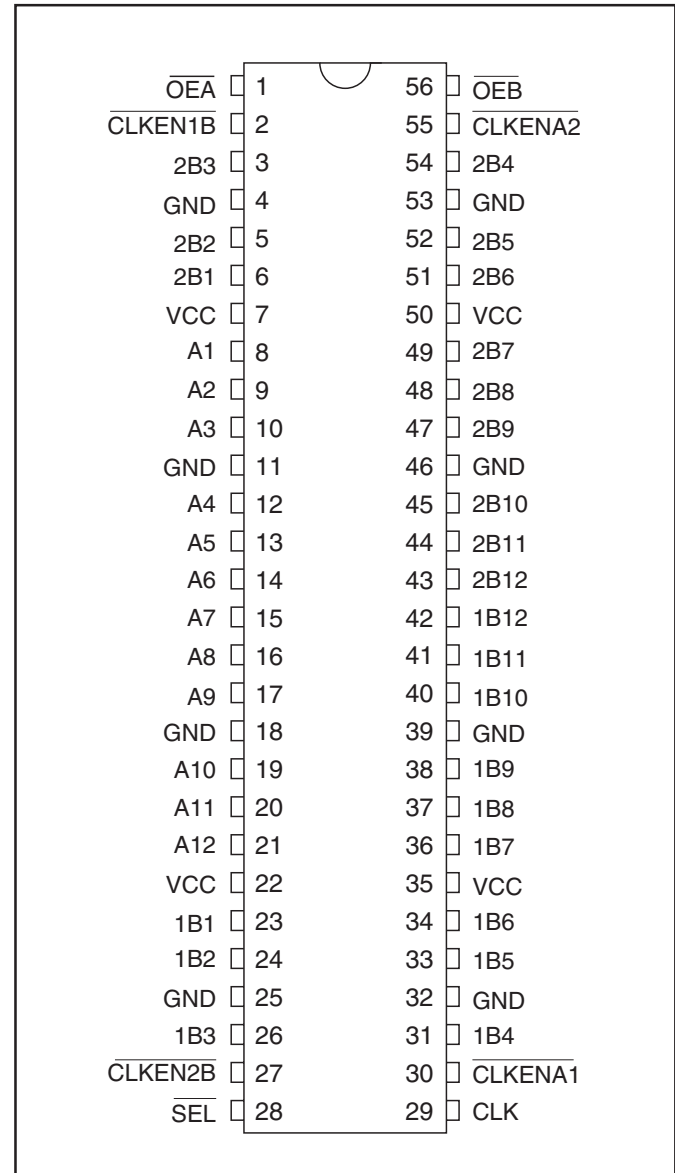 OEA 1 56 OEB
CLKEN1B 2 55 CLKENA2
2B3 3 54 2B4
GND 4 53 GND
2B2 5 52 2B5
2B1 6 51 2B6
VCC 7 50 VCC
A1 8 49 2B7
A2 9 48 2B8
A3 10 47 2B9
GND 11 46 GND
A4 12 45 2B10
A5 13 44 2B11
A6 14 43 2B12
A7 15 42 1B12
A8 16 41 1B11
A9 17 40 1B10
GND 18 39 GND
A10 19 38 1B9
A11 20 37 1B8
A12 21 36 1B7
VCC 22 35 VCC
1B1 23 34 1B6
1B2 24 33 1B5
GND 25 32 GND
1B3 26 31 1B4
CLKEN2B 27 30 CLKENA1
SEL 28 29 CLK